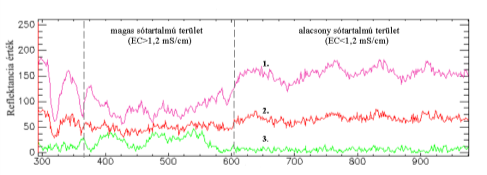 magas sótartalmú terület
(EC>1,2 mS/cm)
alacsony sótartalmú terület
(EC<1,2 mS/cm)
Reflektancia érték
250
200
150
100
50
0
1.
2.
3.
300 400 500 600 700 800 900